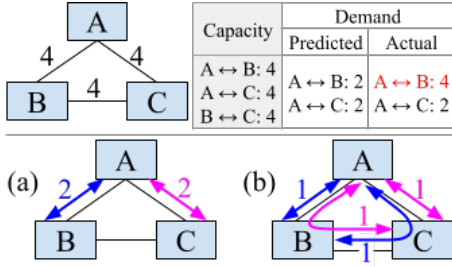 A
4 4
B 4 C
Capacity Demand
Predicted Actual
A ↔ B: 4
A ↔ C: 4
B ↔ C: 4
A ↔ B: 2
A ↔ C: 2
A ↔ B: 4
A ↔ C: 2
(a) A
2 2
B C
(b) A
1 1
1
B C
1